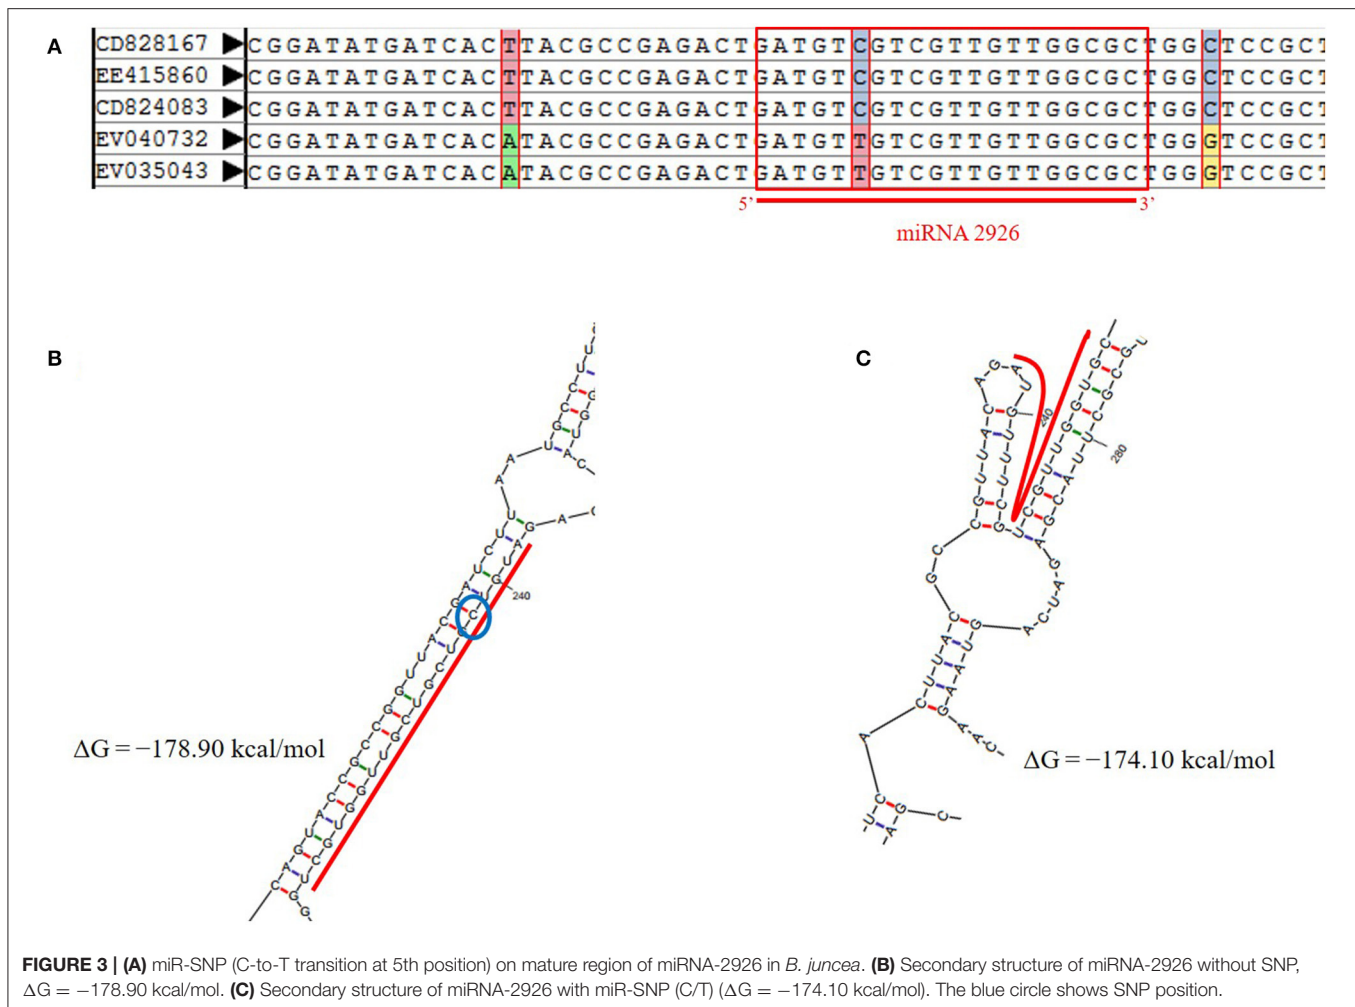 A
CD828167 CGGATATGATCACTTACGCCGAGACTGATGTCGTCGTTGTTGGCGCTGGCTCCGCT
EE415860 CGGATATGATCACTTACGCCGAGACTGATGTCGTCGTTGTTGGCGCTGGCTCCGCT
CD824083 CGGATATGATCACTTACGCCGAGACTGATGTCGTCGTTGTTGGCGCTGGCTCCGCT
EV040732 CGGATATGATCACATACGCCGAGACTGATGTTGTCGTTGTTGGCGCTGGGTCCGCT
EV035043 CGGATATGATCACATACGCCGAGACTGATGTTGTCGTTGTTGGCGCTGGGTCCGCT
5’ 3’
miRNA 2926
B
240
ΔG = −178.90 kcal/mol
C
240
280
ΔG = −174.10 kcal/mol
FIGURE 3 | (A) miR-SNP (C-to-T transition at 5th position) on mature region of miRNA-2926 in B. juncea. (B) Secondary structure of miRNA-2926 without SNP,
ΔG = −178.90 kcal/mol. (C) Secondary structure of miRNA-2926 with miR-SNP (C/T) (ΔG = −174.10 kcal/mol). The blue circle shows SNP position.